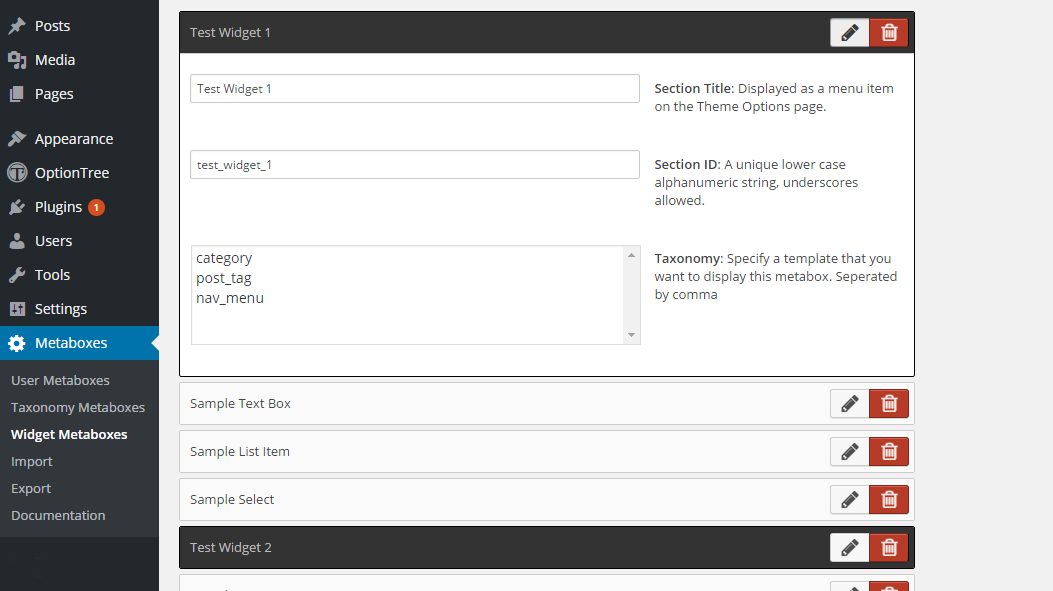 Posts
Media
Pages
Appearance
OptionTree
Plugins 1
Users
Tools
Settings
Metaboxes
User Metaboxes
Taxonomy Metaboxes
Widget Metaboxes
Import
Export
Documentation
Test Widget 1
Test Widget 1
Section Title: Displayed as a menu item
on the Theme Options page.
test_widget_1
Section ID: A unique lower case
alphanumeric string, underscores
allowed.
category
post_tag
nav_menu
Taxonomy: Specify a template that you
want to display this metabox. Seperated
by comma
Sample Text Box
Sample List Item
Sample Select
Test Widget 2